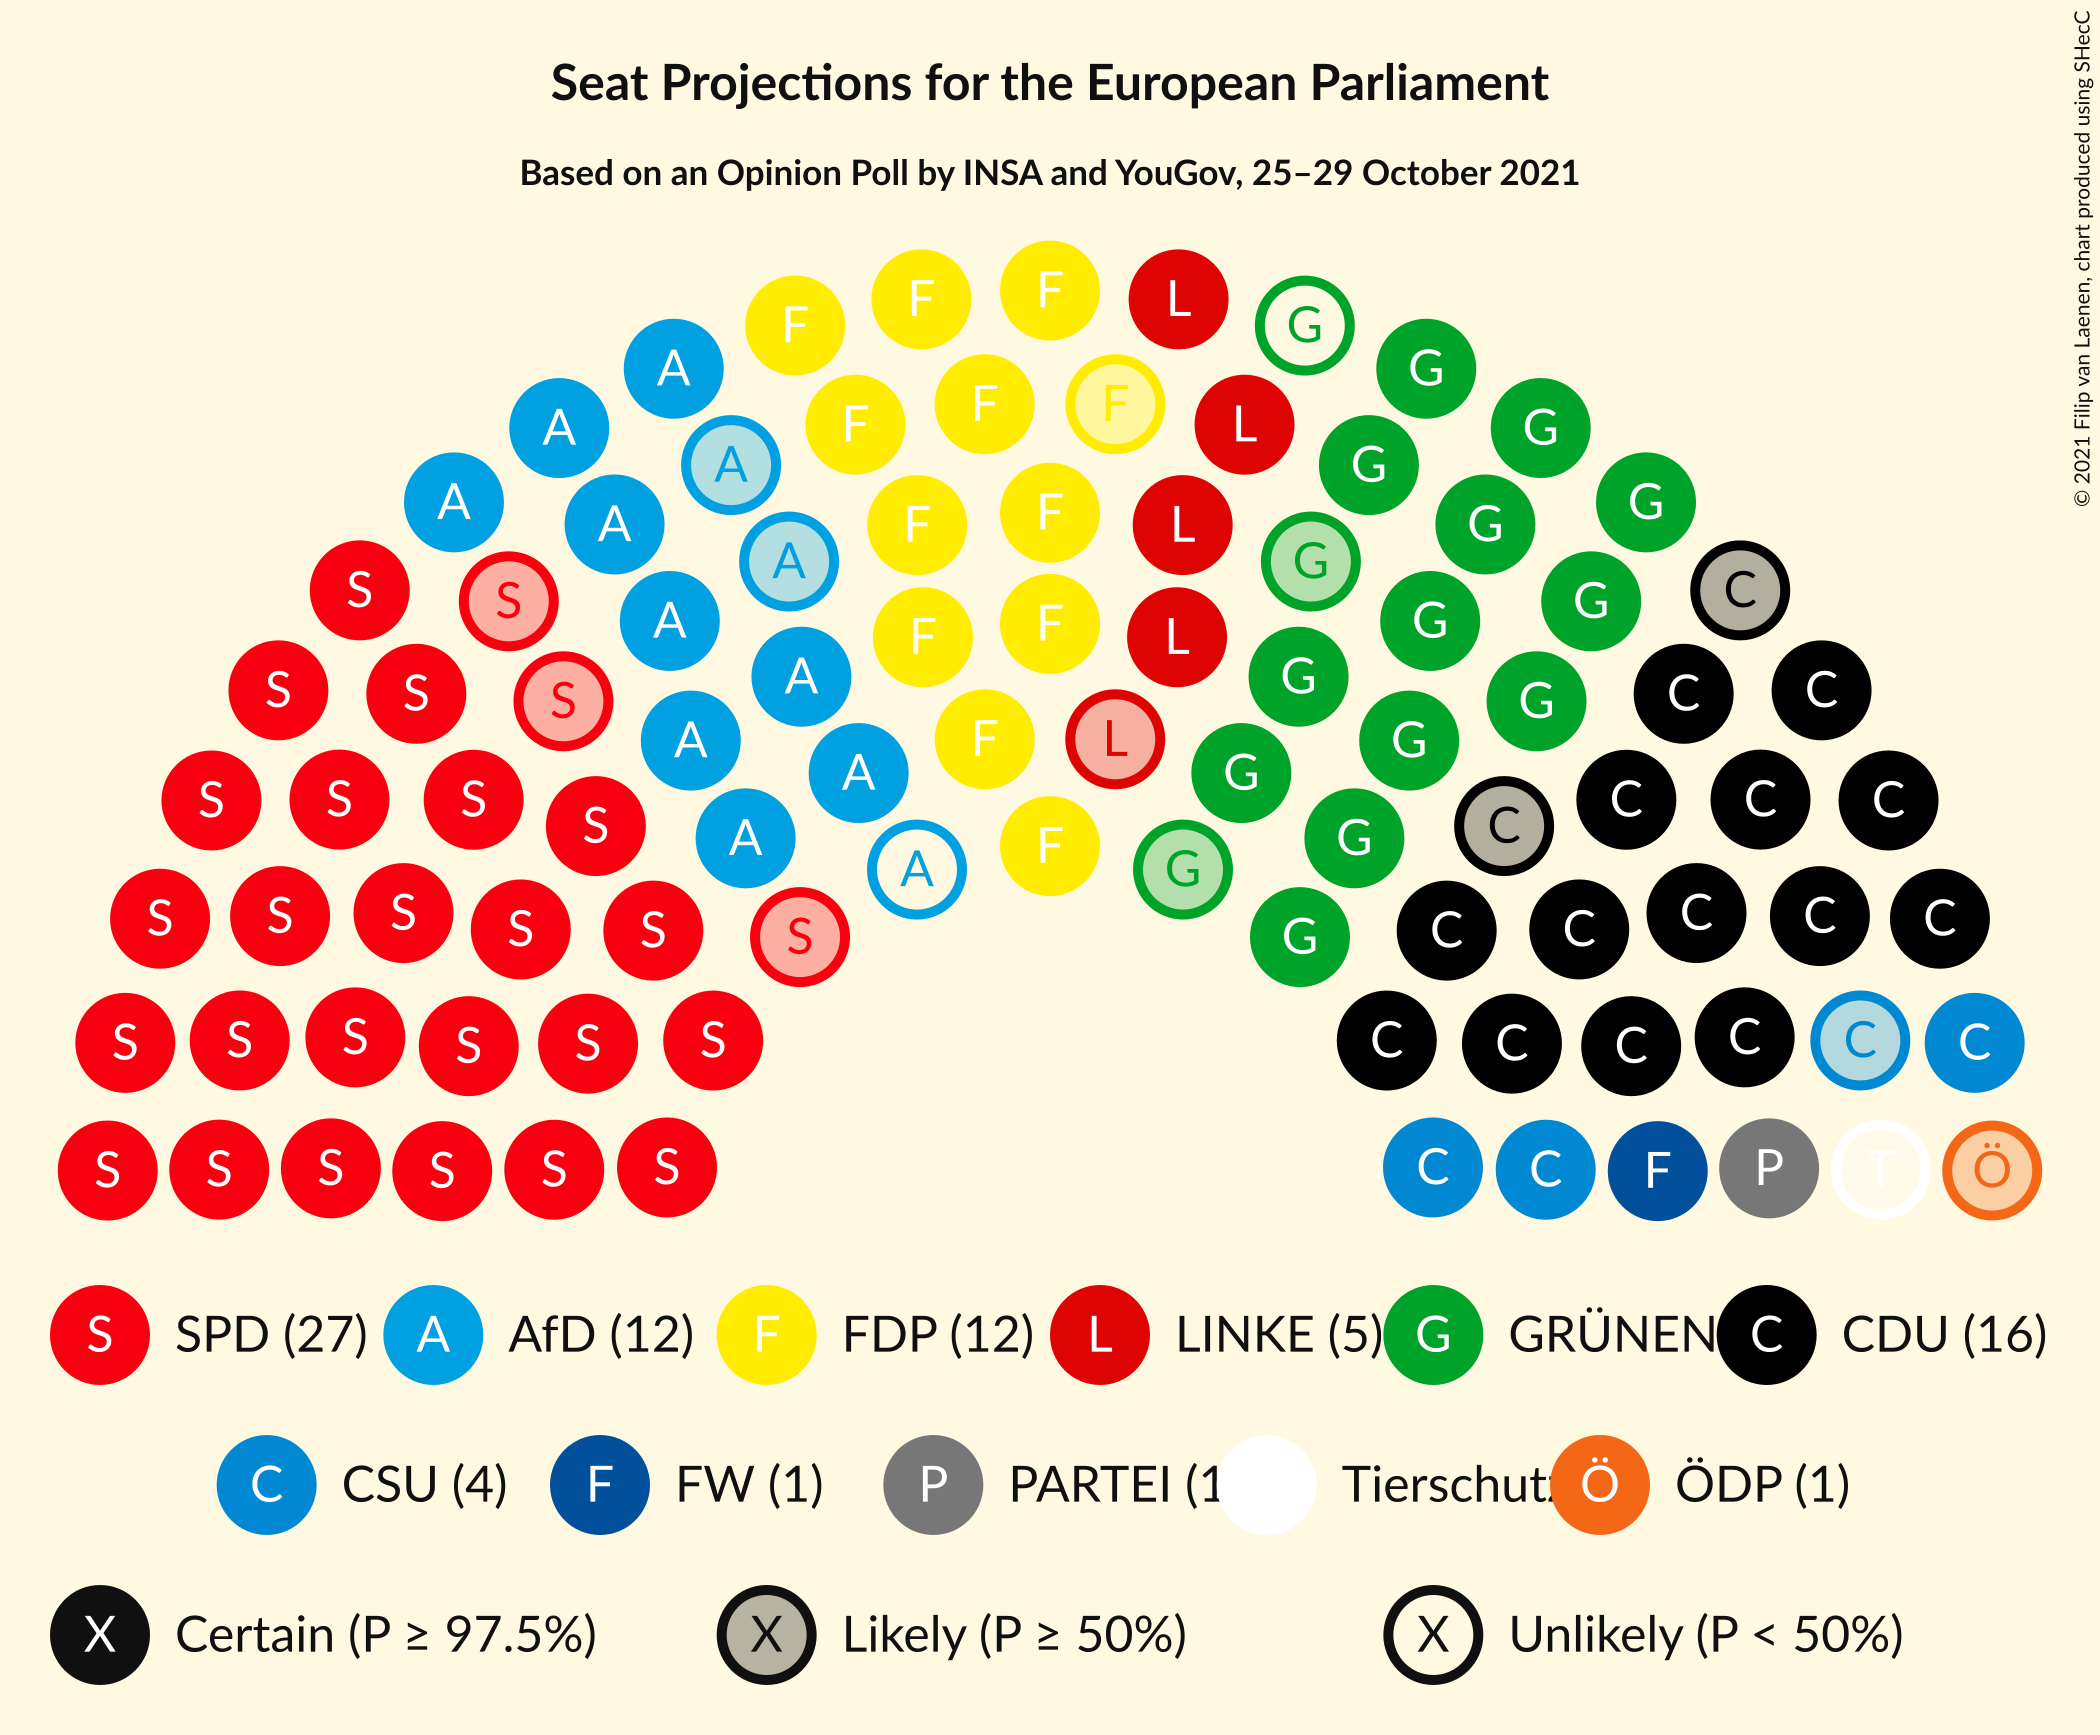 Seat Projections for the European Parliament
Based on an Opinion Poll by INSA and YouGov, 25–29 October 2021
© 2021 Filip van Laenen, chart produced using SHecC
F F F L G
A F F F L G G
A A F F L G G
A A A F F L G G G
S S A A F F L G G G C
S S S A A F L G G G C C
S S S S A A F G G G C C C C
S S S S S S A F G G C C C C C
S S S S S S C C C C C C
S S S S S S C C F P T Ö
S SPD (27) A AfD (12) F FDP (12) L LINKE (5) G GRÜNEN C CDU (16)
C CSU (4) F FW (1) P PARTEI (1 Tierschutz Ö ÖDP (1)
X Certain (P ≥ 97.5%) X Likely (P ≥ 50%) X Unlikely (P < 50%)